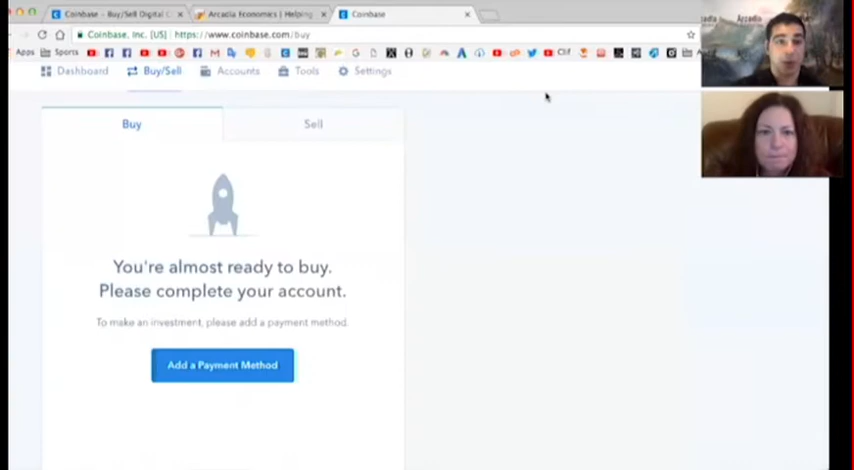 Coinbase - Buy/Sell Digital C
Arcadia Economics | Helping
Coinbase
Coinbase, Inc. [US] | https://www.coinbase.com/buy
Apps Sports Clif
Arcadia
Dashboard Buy/Sell Accounts Tools Settings
Buy Sell
You're almost ready to buy.
Please complete your account.
To make an investment, please add a payment method.
Add a Payment Method